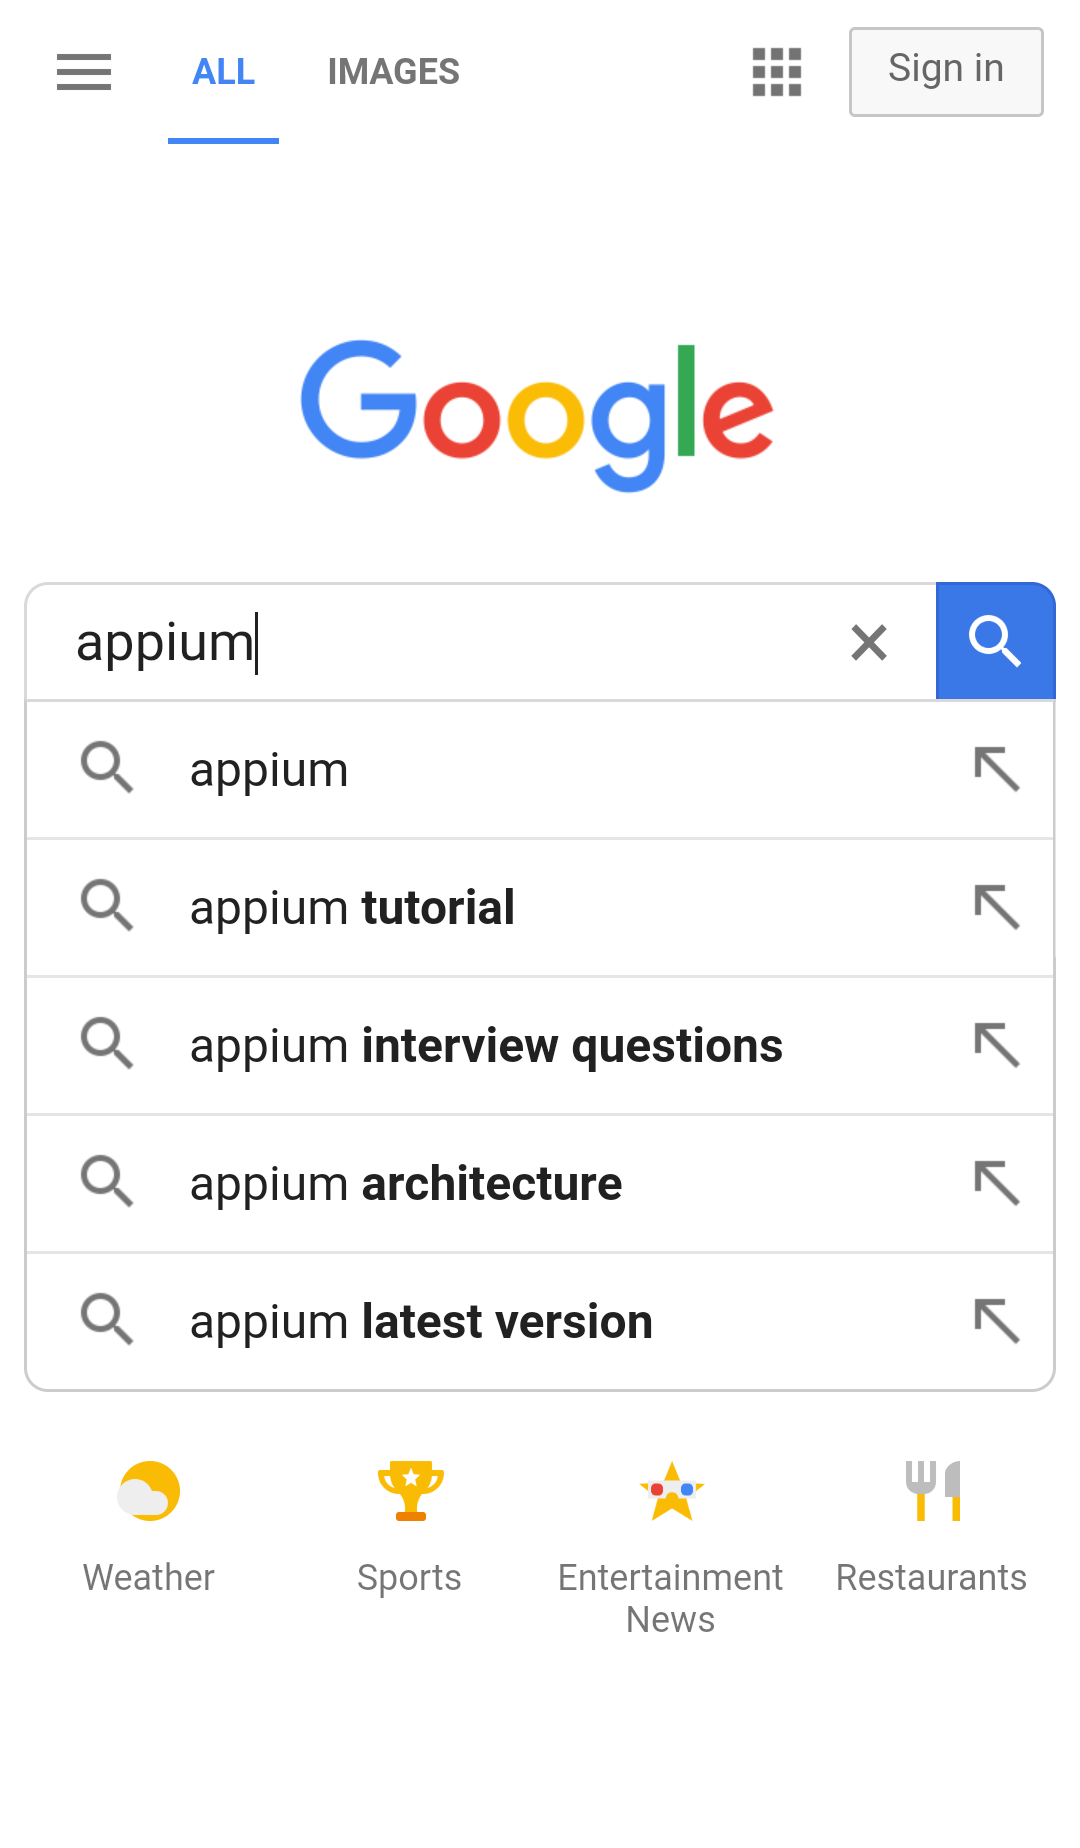 ALL IMAGES Sign in
Google
appium
appium
appium tutorial
appium interview questions
appium architecture
appium latest version
Weather Sports Entertainment Restaurants
News